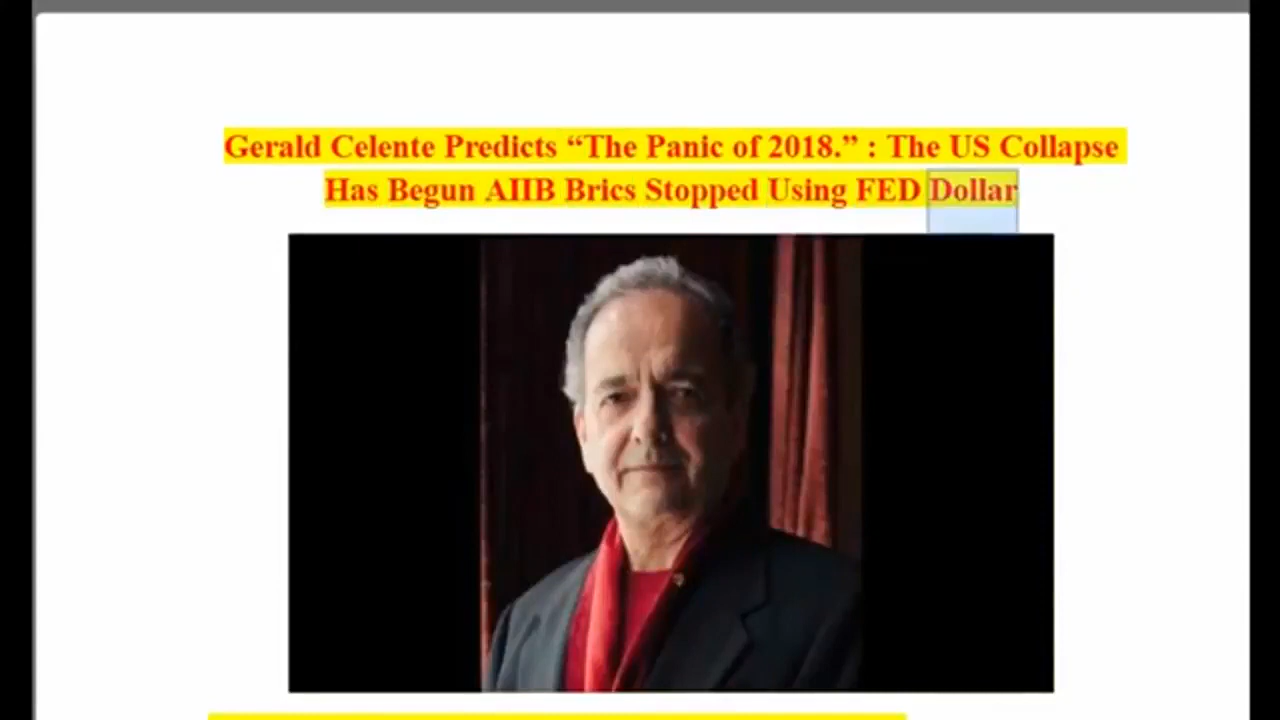 Gerald Celente Predicts “The Panic of 2018.” : The US Collapse
Has Begun AIIB Brics Stopped Using FED Dollar